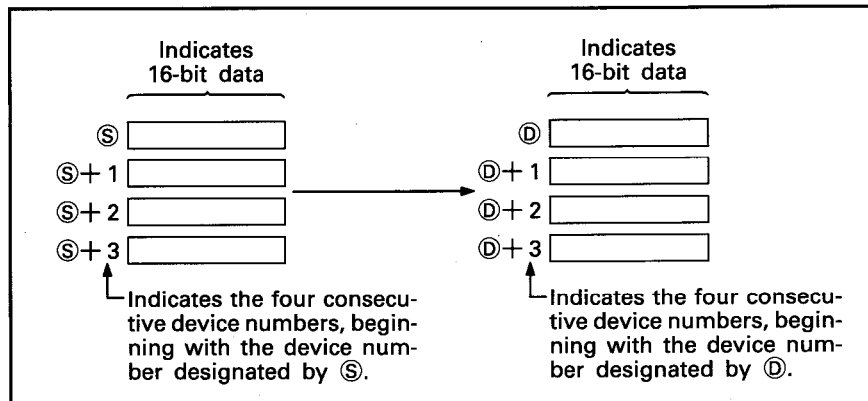 Indicates
16-bit data
Ⓢ
Ⓢ+ 1
Ⓢ+ 2
Ⓢ+ 3
Indicates the four consecu-
tive device numbers, begin-
ning with the device num-
ber designated by Ⓢ.
Indicates
16-bit data
Ⓓ
Ⓓ+ 1
Ⓓ+ 2
Ⓓ+ 3
Indicates the four consecu-
tive device numbers, begin-
ning with the device num-
ber designated by Ⓓ.